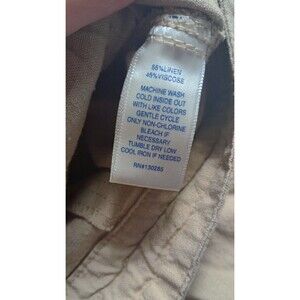 55%LINEN
45%VISCOSE
MACHINE WASH
COLD INSIDE OUT
WITH LIKE COLORS
GENTLE CYCLE
ONLY NON-CHLORINE
BLEACH IF
NECESSARY
TUMBLE DRY LOW
COOL IRON IF NEEDED
RN#130285